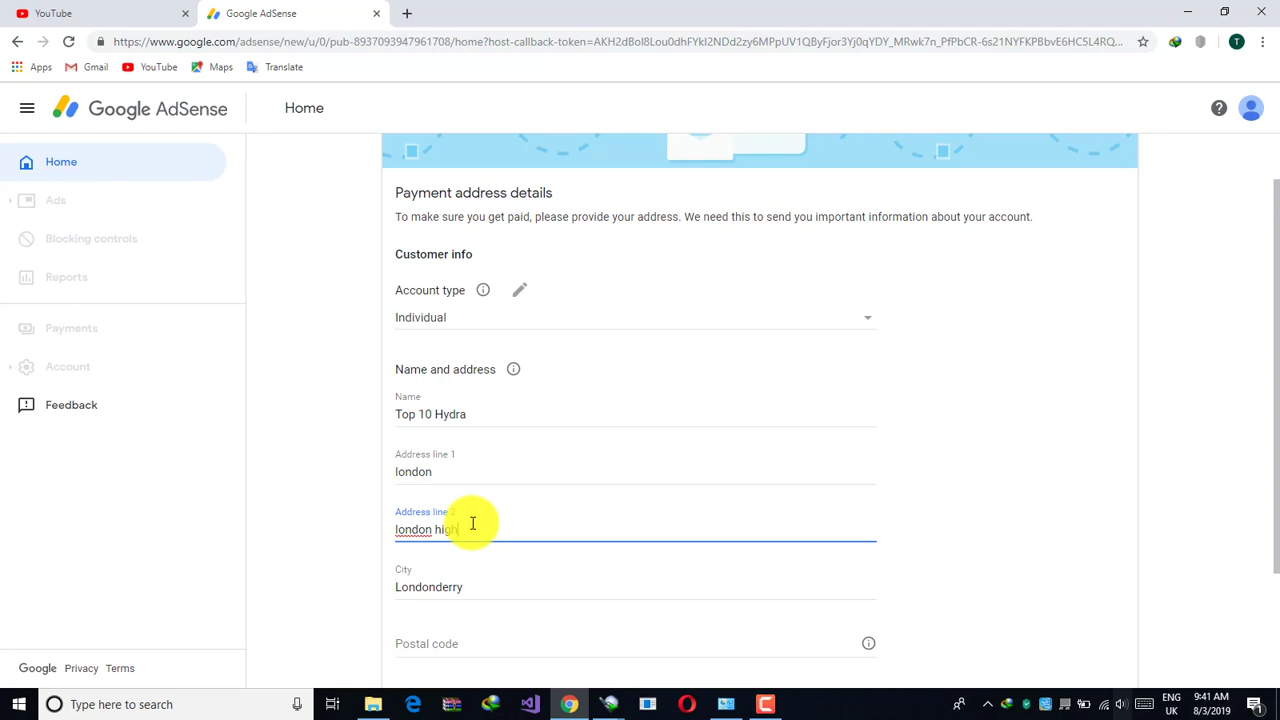 YouTube
Google AdSense
https://www.google.com/adsense/new/u/0/pub-8937093947961708/home?host-callback-token=
Apps
Gmail
YouTube
Maps
Translate
T
Google AdSense
Home
Home
Ads
Blocking controls
Reports
Payments
Account
Feedback
Google
Privacy
Terms
Payment address details
To make sure you get paid, please provide your address. We need this to send you important information about your account.
Customer info
Account type
Individual
Name and address
Name
Top 10 Hydra
Address line 1
london
Address line 2
london high
City
Londonderry
Postal code
Type here to search
ENG
UK
9:41 AM
8/3/2019